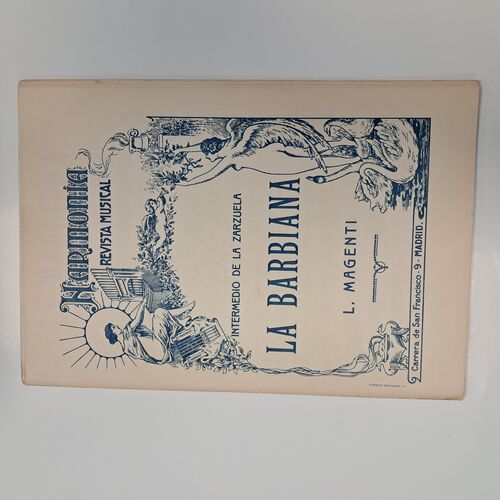 Harmonía
REVISTA MUSICAL
INTERMEDIO DE LA ZARZUELA
LA BARBIANA
L. MAGENTI
Carrera de San Francisco - 9 - MADRID.